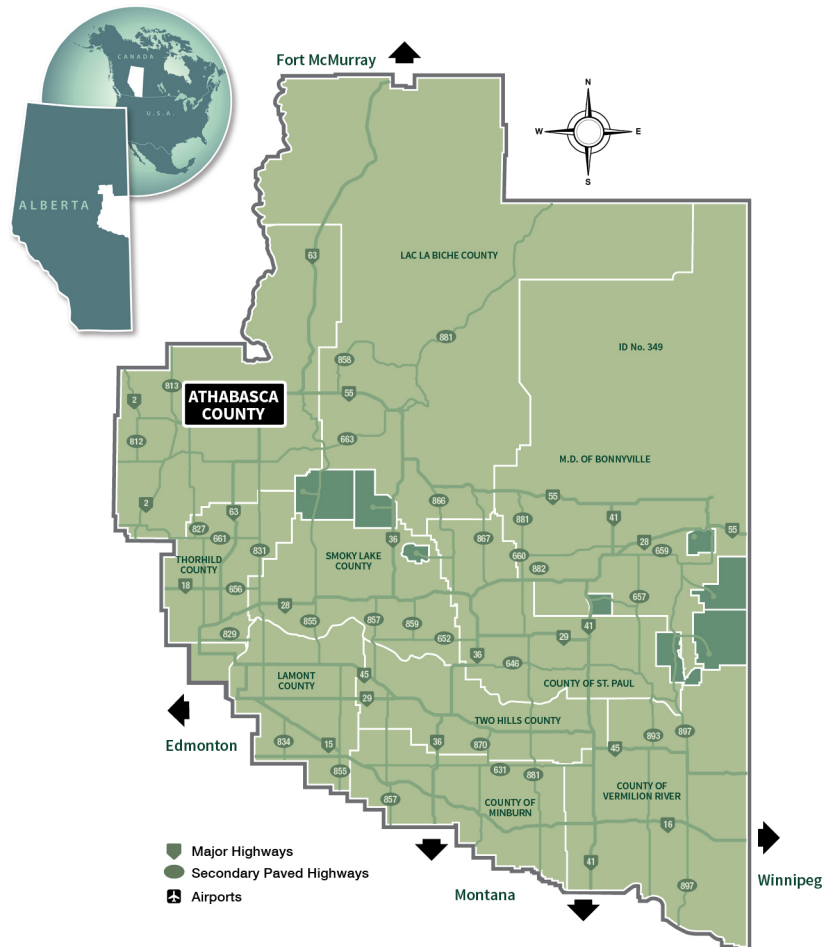 Fort McMurray
CANADA
U.S.A.
ALBERTA
N
W
E
S
63
LAC LA BICHE COUNTY
881
ID No. 349
858
813
2
ATHABASCA
COUNTY
55
812
663
M.D. OF BONNYVILLE
2
63
866
55
881
41
827
661
831
36
867
28
659
55
THORHILD
COUNTY
SMOKY LAKE
COUNTY
660
882
18
656
28
855
857
859
657
829
652
41
29
36
646
LAMONT
COUNTY
45
29
COUNTY OF ST. PAUL
Edmonton
TWO HILLS COUNTY
834
15
36
870
45
893
897
855
631
881
857
COUNTY OF
MINBURN
COUNTY OF
VERMILION RIVER
16
Major Highways
41
Secondary Paved Highways
Winnipeg
897
Airports
Montana